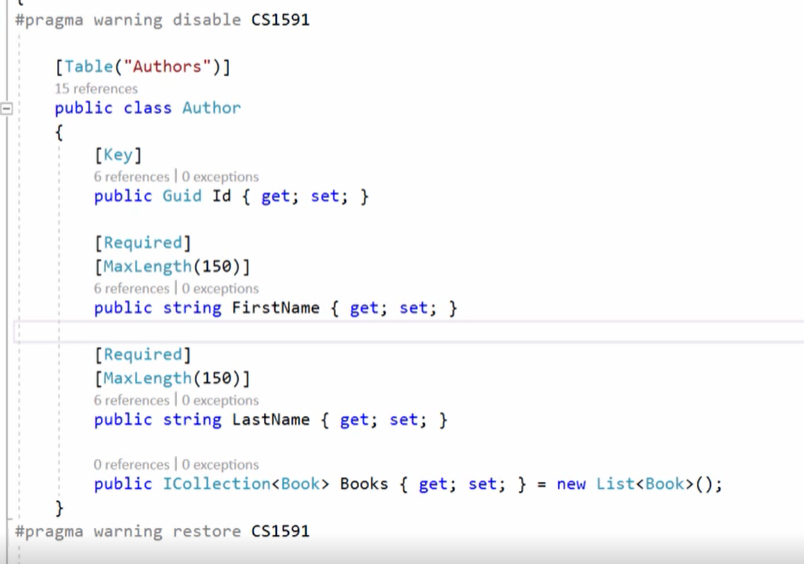 {
#pragma warning disable CS1591
[Table("Authors")]
15 references
public class Author
{
[Key]
6 references | 0 exceptions
public Guid Id { get; set; }
[Required]
[MaxLength(150)]
6 references | 0 exceptions
public string FirstName { get; set; }
[Required]
[MaxLength(150)]
6 references | 0 exceptions
public string LastName { get; set; }
0 references | 0 exceptions
public ICollection<Book> Books { get; set; } = new List<Book>();
}
#pragma warning restore CS1591